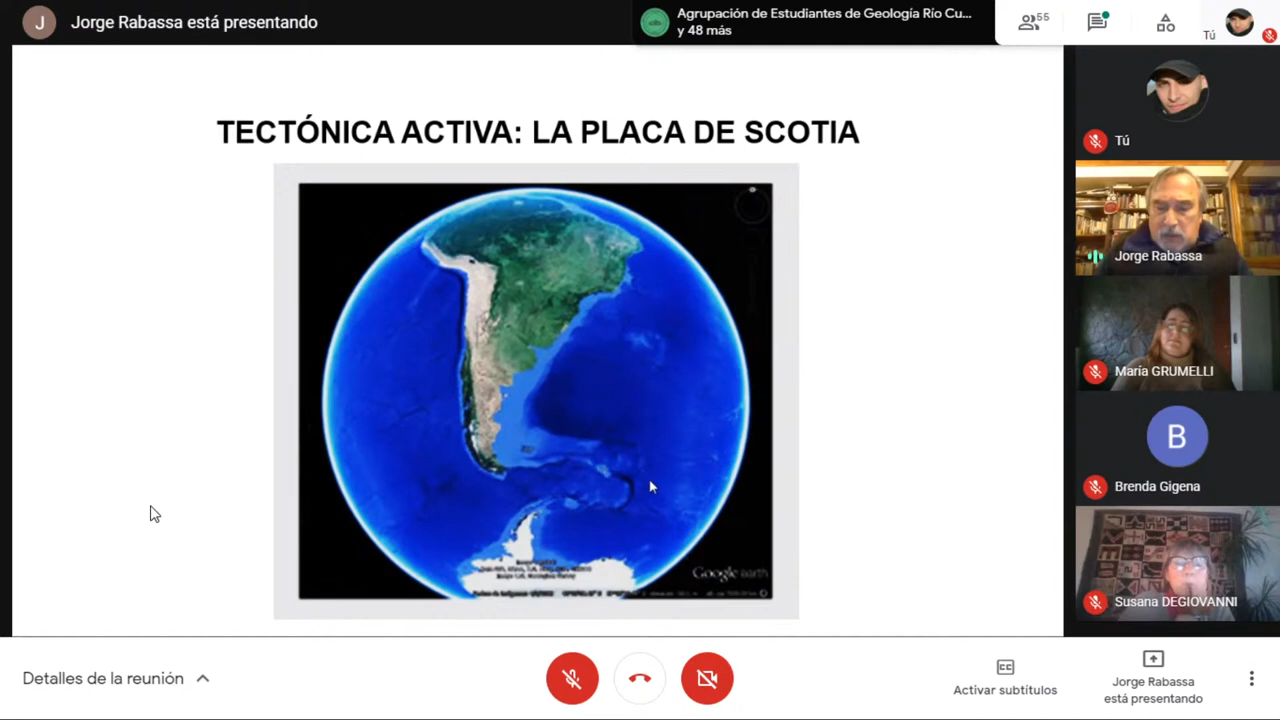 J
Jorge Rabassa está presentando
Agrupación de Estudiantes de Geología Río Cu...
y 48 más
55
Tú
TECTÓNICA ACTIVA: LA PLACA DE SCOTIA
Google earth
Tú
Jorge Rabassa
María GRUMELLI
B
Brenda Gigena
Susana DEGIOVANNI
Detalles de la reunión
CC
Activar subtítulos
Jorge Rabassa
está presentando